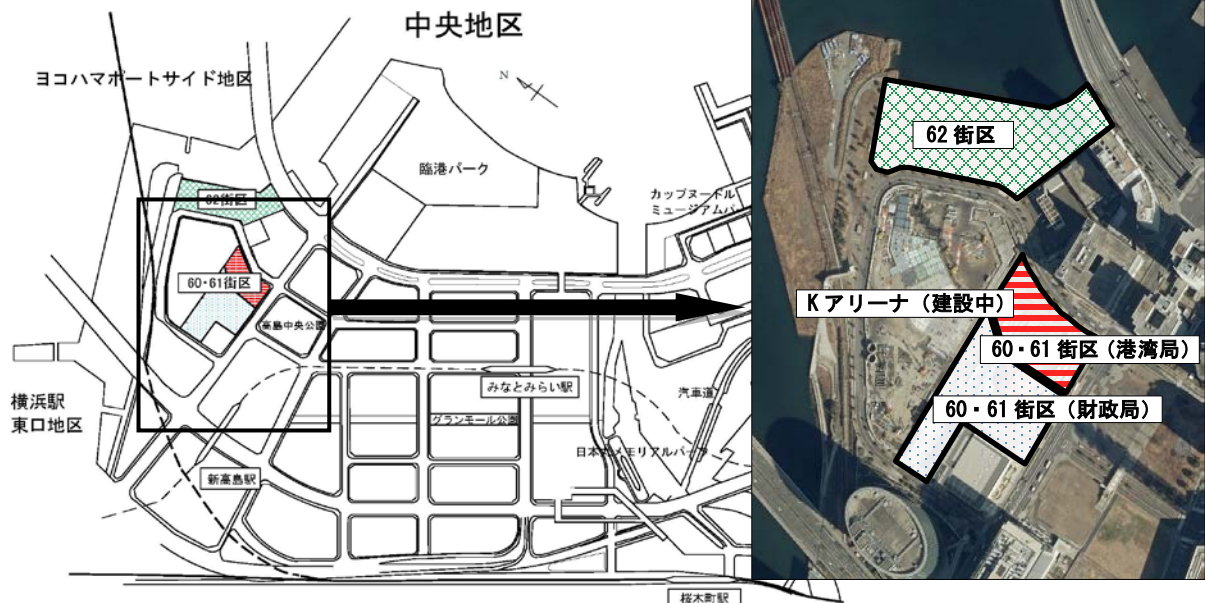 中央地区
ヨコハマポートサイド地区
N
臨港パーク
カップヌードル
ミュージアムパ
62街区
60・61街区
高島中央公園
みなとみらい駅
汽車道
グランモール公園
横浜駅
東口地区
日本丸メモリアルパーク
新高島駅
桜木町駅
62 街区
K アリーナ（建設中）
60・61 街区（港湾局）
60・61 街区（財政局）